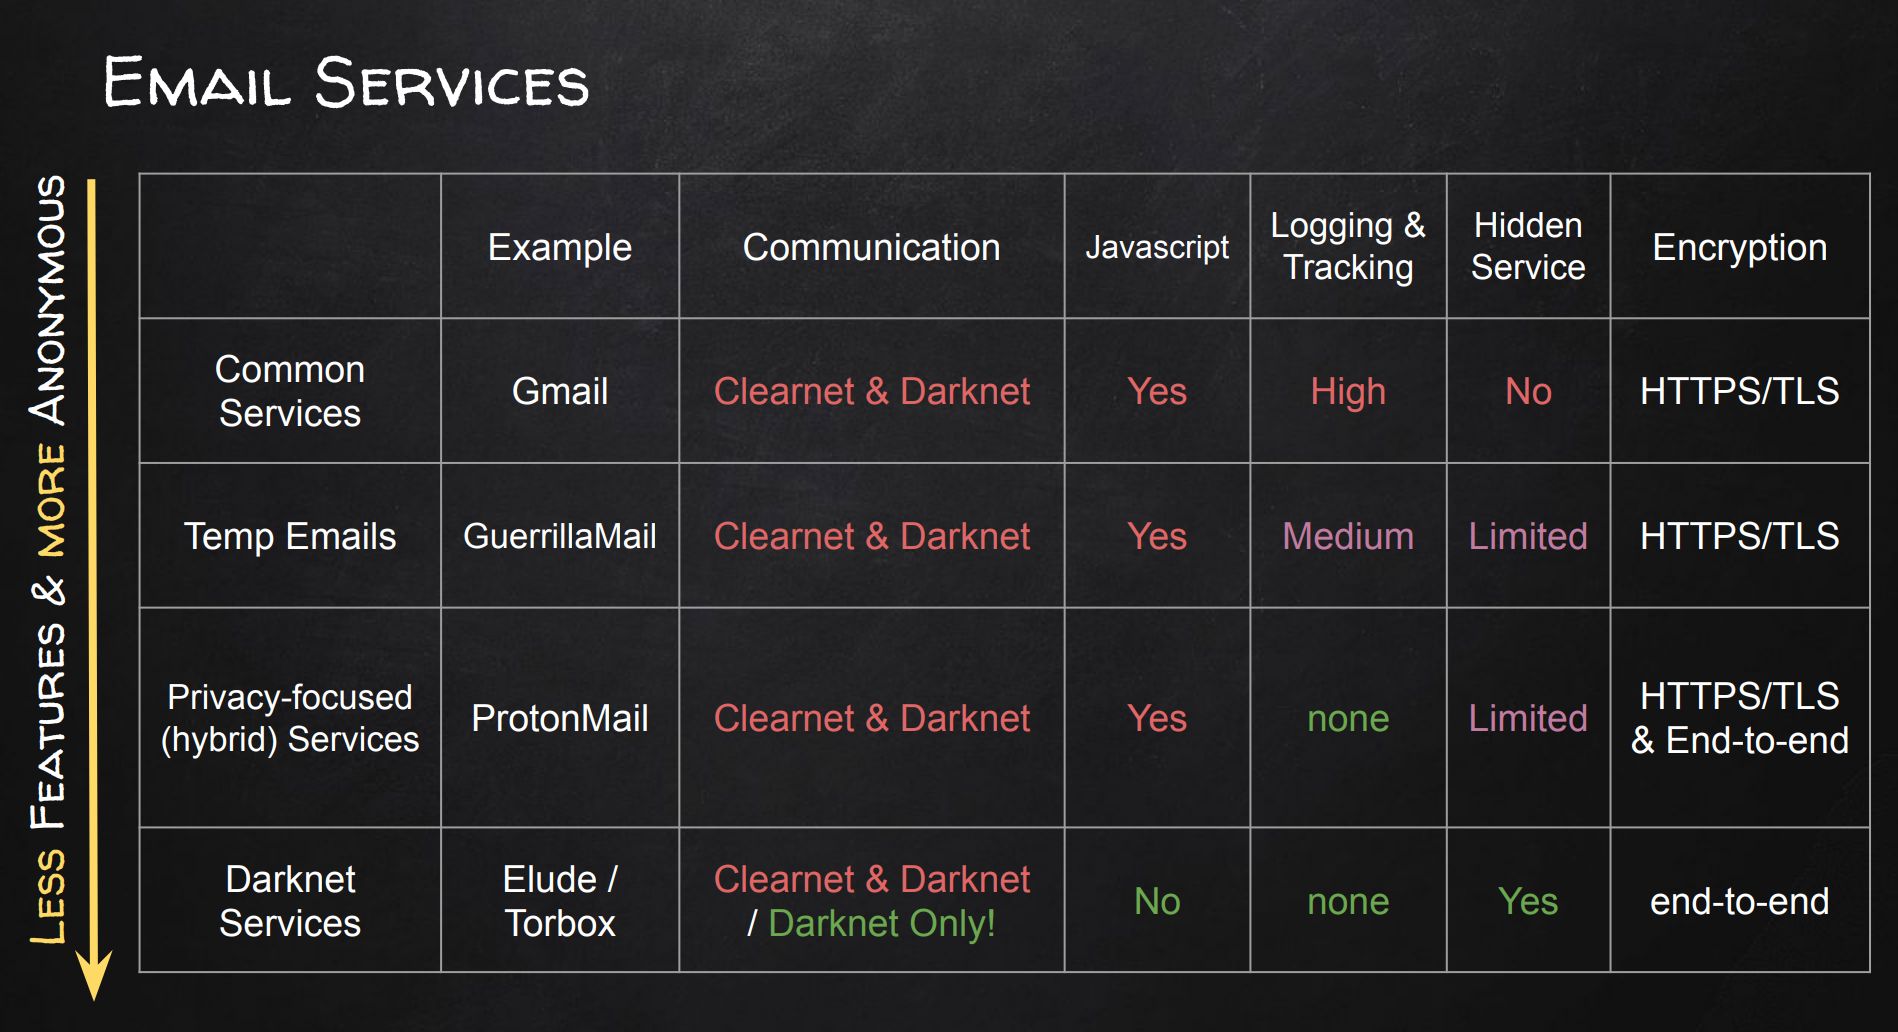 Email Services
Less Features & more Anonymous
Example
Communication
Javascript
Logging &
Tracking
Hidden
Service
Encryption
Common
Services
Gmail
Clearnet & Darknet
Yes
High
No
HTTPS/TLS
Temp Emails
GuerrillaMail
Clearnet & Darknet
Yes
Medium
Limited
HTTPS/TLS
Privacy-focused
(hybrid) Services
ProtonMail
Clearnet & Darknet
Yes
none
Limited
HTTPS/TLS
& End-to-end
Darknet
Services
Elude /
Torbox
Clearnet & Darknet
/ Darknet Only!
No
none
Yes
end-to-end